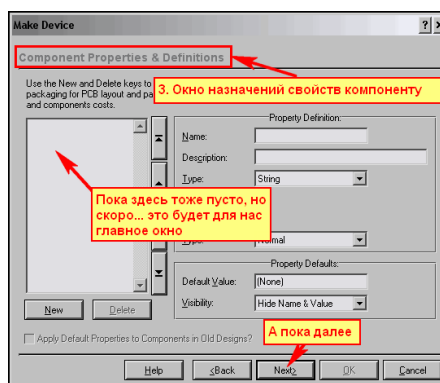 Make Device
Component Properties & Definitions
Use the New and Delete keys to
packaging for PCB layout and pa
and components costs.
3. Окно назначений свойств компоненту
Property Definition:
Name:
Description:
Type:
String
Пока здесь тоже пусто, но
скоро... это будет для нас
главное окно
Type:
Normal
Property Defaults:
Default Value:
(None)
Visibility:
Hide Name & Value
New
Delete
А пока далее
Apply Default Properties to Components in Old Designs?
Help
<Back
Next>
OK
Cancel